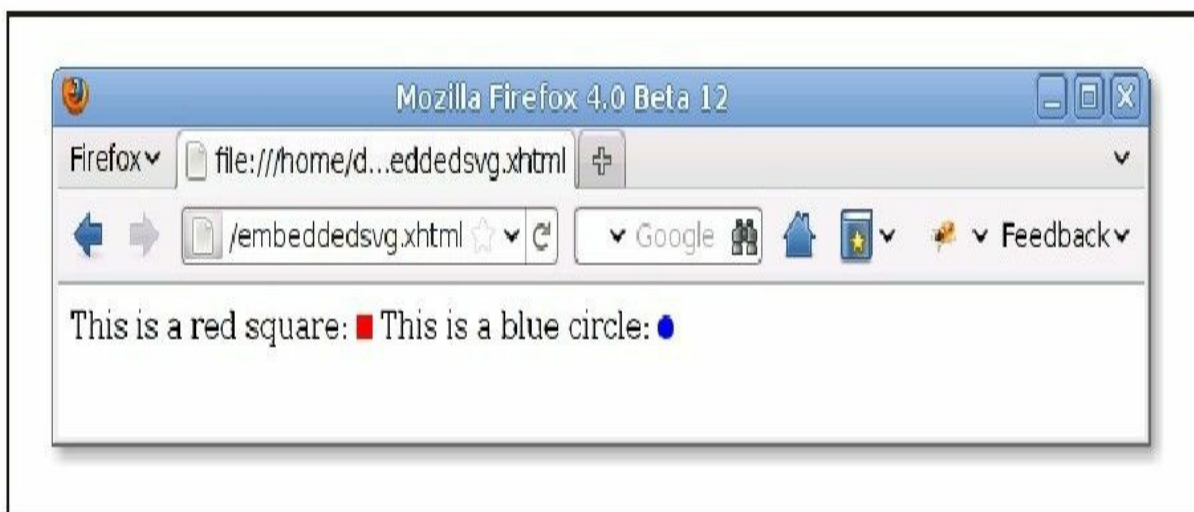 Mozilla Firefox 4.0 Beta 12
Firefox
file:///home/d...eddedsvg.xhtml
/embeddedsvg.xhtml
Google
Feedback
This is a red square: This is a blue circle: